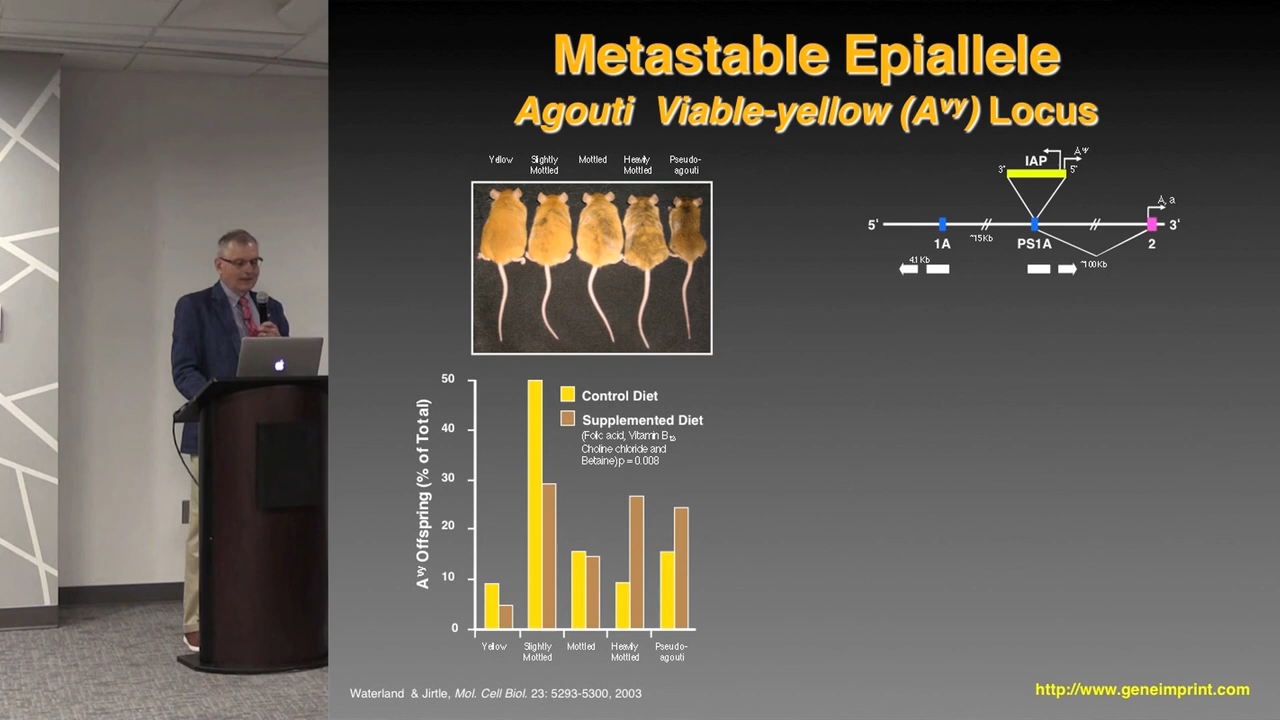 Metastable Epiallele
Agouti Viable-yellow (Avy) Locus
Yellow
Slightly
Mottled
Mottled
Heavily
Mottled
Pseudo-
agouti
IAP
Avy
3'
5'
A, a
5'
3'
1A
~15Kb
PS1A
2
4.1 Kb
~100Kb
50
40
30
20
10
0
Avy Offspring (% of Total)
Control Diet
Supplemented Diet
(Folic acid, Vitamin B12,
Choline chloride and
Betaine) p = 0.008
Yellow
Slightly
Mottled
Mottled
Heavily
Mottled
Pseudo-
agouti
Waterland & Jirtle, Mol. Cell Biol. 23: 5293-5300, 2003
http://www.geneimprint.com